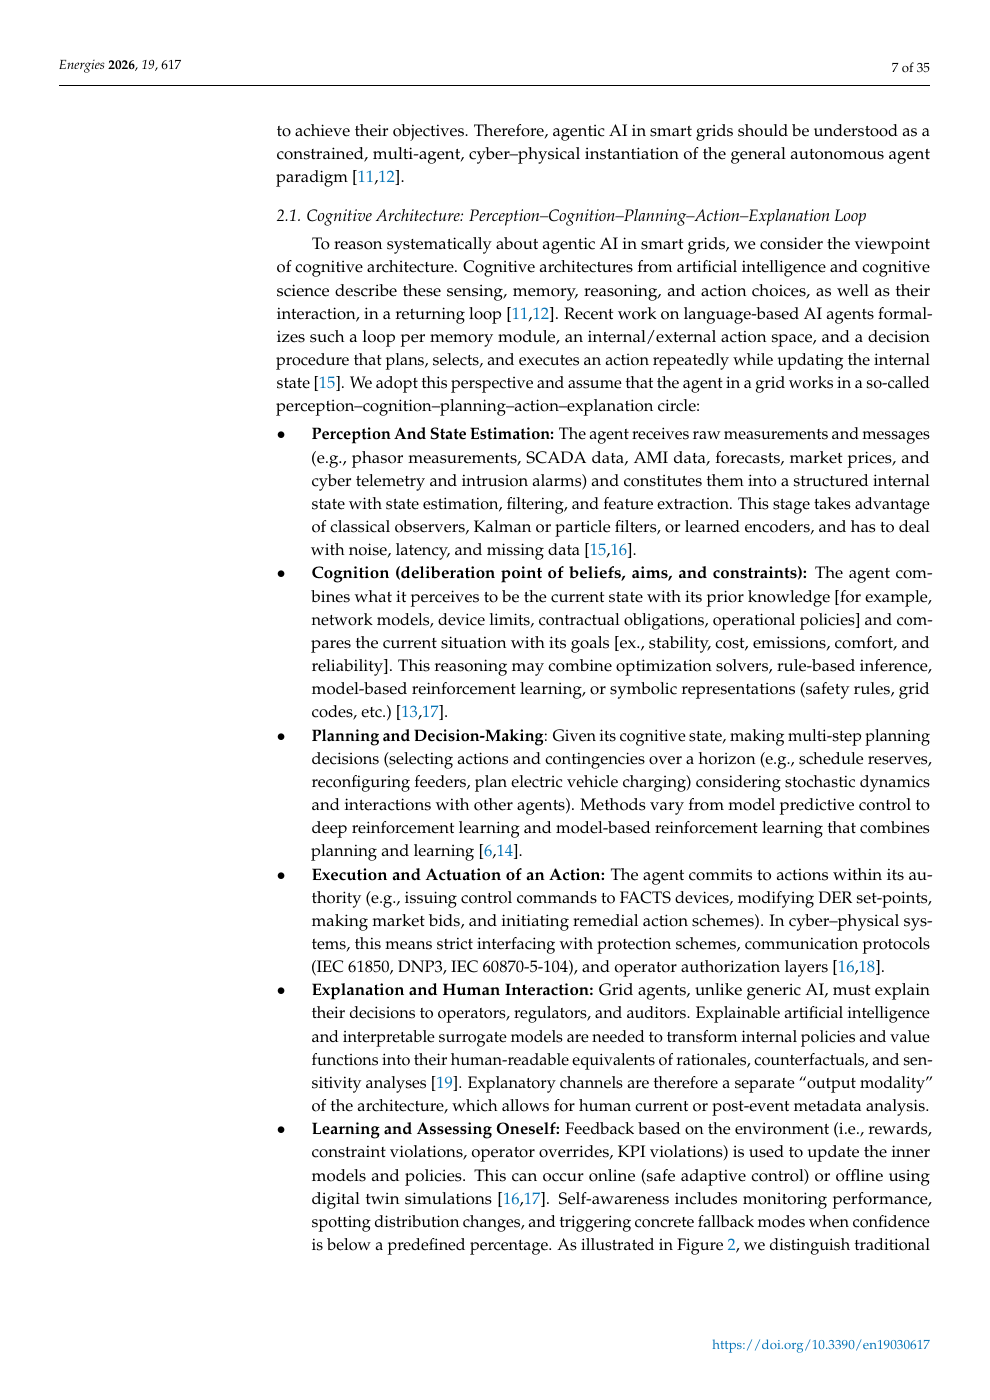 Energies 2026, 19, 617
7 of 35
to achieve their objectives. Therefore, agentic AI in smart grids should be understood as a
constrained, multi-agent, cyber–physical instantiation of the general autonomous agent
paradigm [11,12].
2.1. Cognitive Architecture: Perception–Cognition–Planning–Action–Explanation Loop
To reason systematically about agentic AI in smart grids, we consider the viewpoint
of cognitive architecture. Cognitive architectures from artificial intelligence and cognitive
science describe these sensing, memory, reasoning, and action choices, as well as their
interaction, in a returning loop [11,12]. Recent work on language-based AI agents formal-
izes such a loop per memory module, an internal/external action space, and a decision
procedure that plans, selects, and executes an action repeatedly while updating the internal
state [15]. We adopt this perspective and assume that the agent in a grid works in a so-called
perception–cognition–planning–action–explanation circle:
• Perception And State Estimation: The agent receives raw measurements and messages
(e.g., phasor measurements, SCADA data, AMI data, forecasts, market prices, and
cyber telemetry and intrusion alarms) and constitutes them into a structured internal
state with state estimation, filtering, and feature extraction. This stage takes advantage
of classical observers, Kalman or particle filters, or learned encoders, and has to deal
with noise, latency, and missing data [15,16].
• Cognition (deliberation point of beliefs, aims, and constraints): The agent com-
bines what it perceives to be the current state with its prior knowledge [for example,
network models, device limits, contractual obligations, operational policies] and com-
pares the current situation with its goals [ex., stability, cost, emissions, comfort, and
reliability]. This reasoning may combine optimization solvers, rule-based inference,
model-based reinforcement learning, or symbolic representations (safety rules, grid
codes, etc.) [13,17].
• Planning and Decision-Making: Given its cognitive state, making multi-step planning
decisions (selecting actions and contingencies over a horizon (e.g., schedule reserves,
reconfiguring feeders, plan electric vehicle charging) considering stochastic dynamics
and interactions with other agents). Methods vary from model predictive control to
deep reinforcement learning and model-based reinforcement learning that combines
planning and learning [6,14].
• Execution and Actuation of an Action: The agent commits to actions within its au-
thority (e.g., issuing control commands to FACTS devices, modifying DER set-points,
making market bids, and initiating remedial action schemes). In cyber–physical sys-
tems, this means strict interfacing with protection schemes, communication protocols
(IEC 61850, DNP3, IEC 60870-5-104), and operator authorization layers [16,18].
• Explanation and Human Interaction: Grid agents, unlike generic AI, must explain
their decisions to operators, regulators, and auditors. Explainable artificial intelligence
and interpretable surrogate models are needed to transform internal policies and value
functions into their human-readable equivalents of rationales, counterfactuals, and sen-
sitivity analyses [19]. Explanatory channels are therefore a separate “output modality”
of the architecture, which allows for human current or post-event metadata analysis.
• Learning and Assessing Oneself: Feedback based on the environment (i.e., rewards,
constraint violations, operator overrides, KPI violations) is used to update the inner
models and policies. This can occur online (safe adaptive control) or offline using
digital twin simulations [16,17]. Self-awareness includes monitoring performance,
spotting distribution changes, and triggering concrete fallback modes when confidence
is below a predefined percentage. As illustrated in Figure 2, we distinguish traditional
https://doi.org/10.3390/en19030617